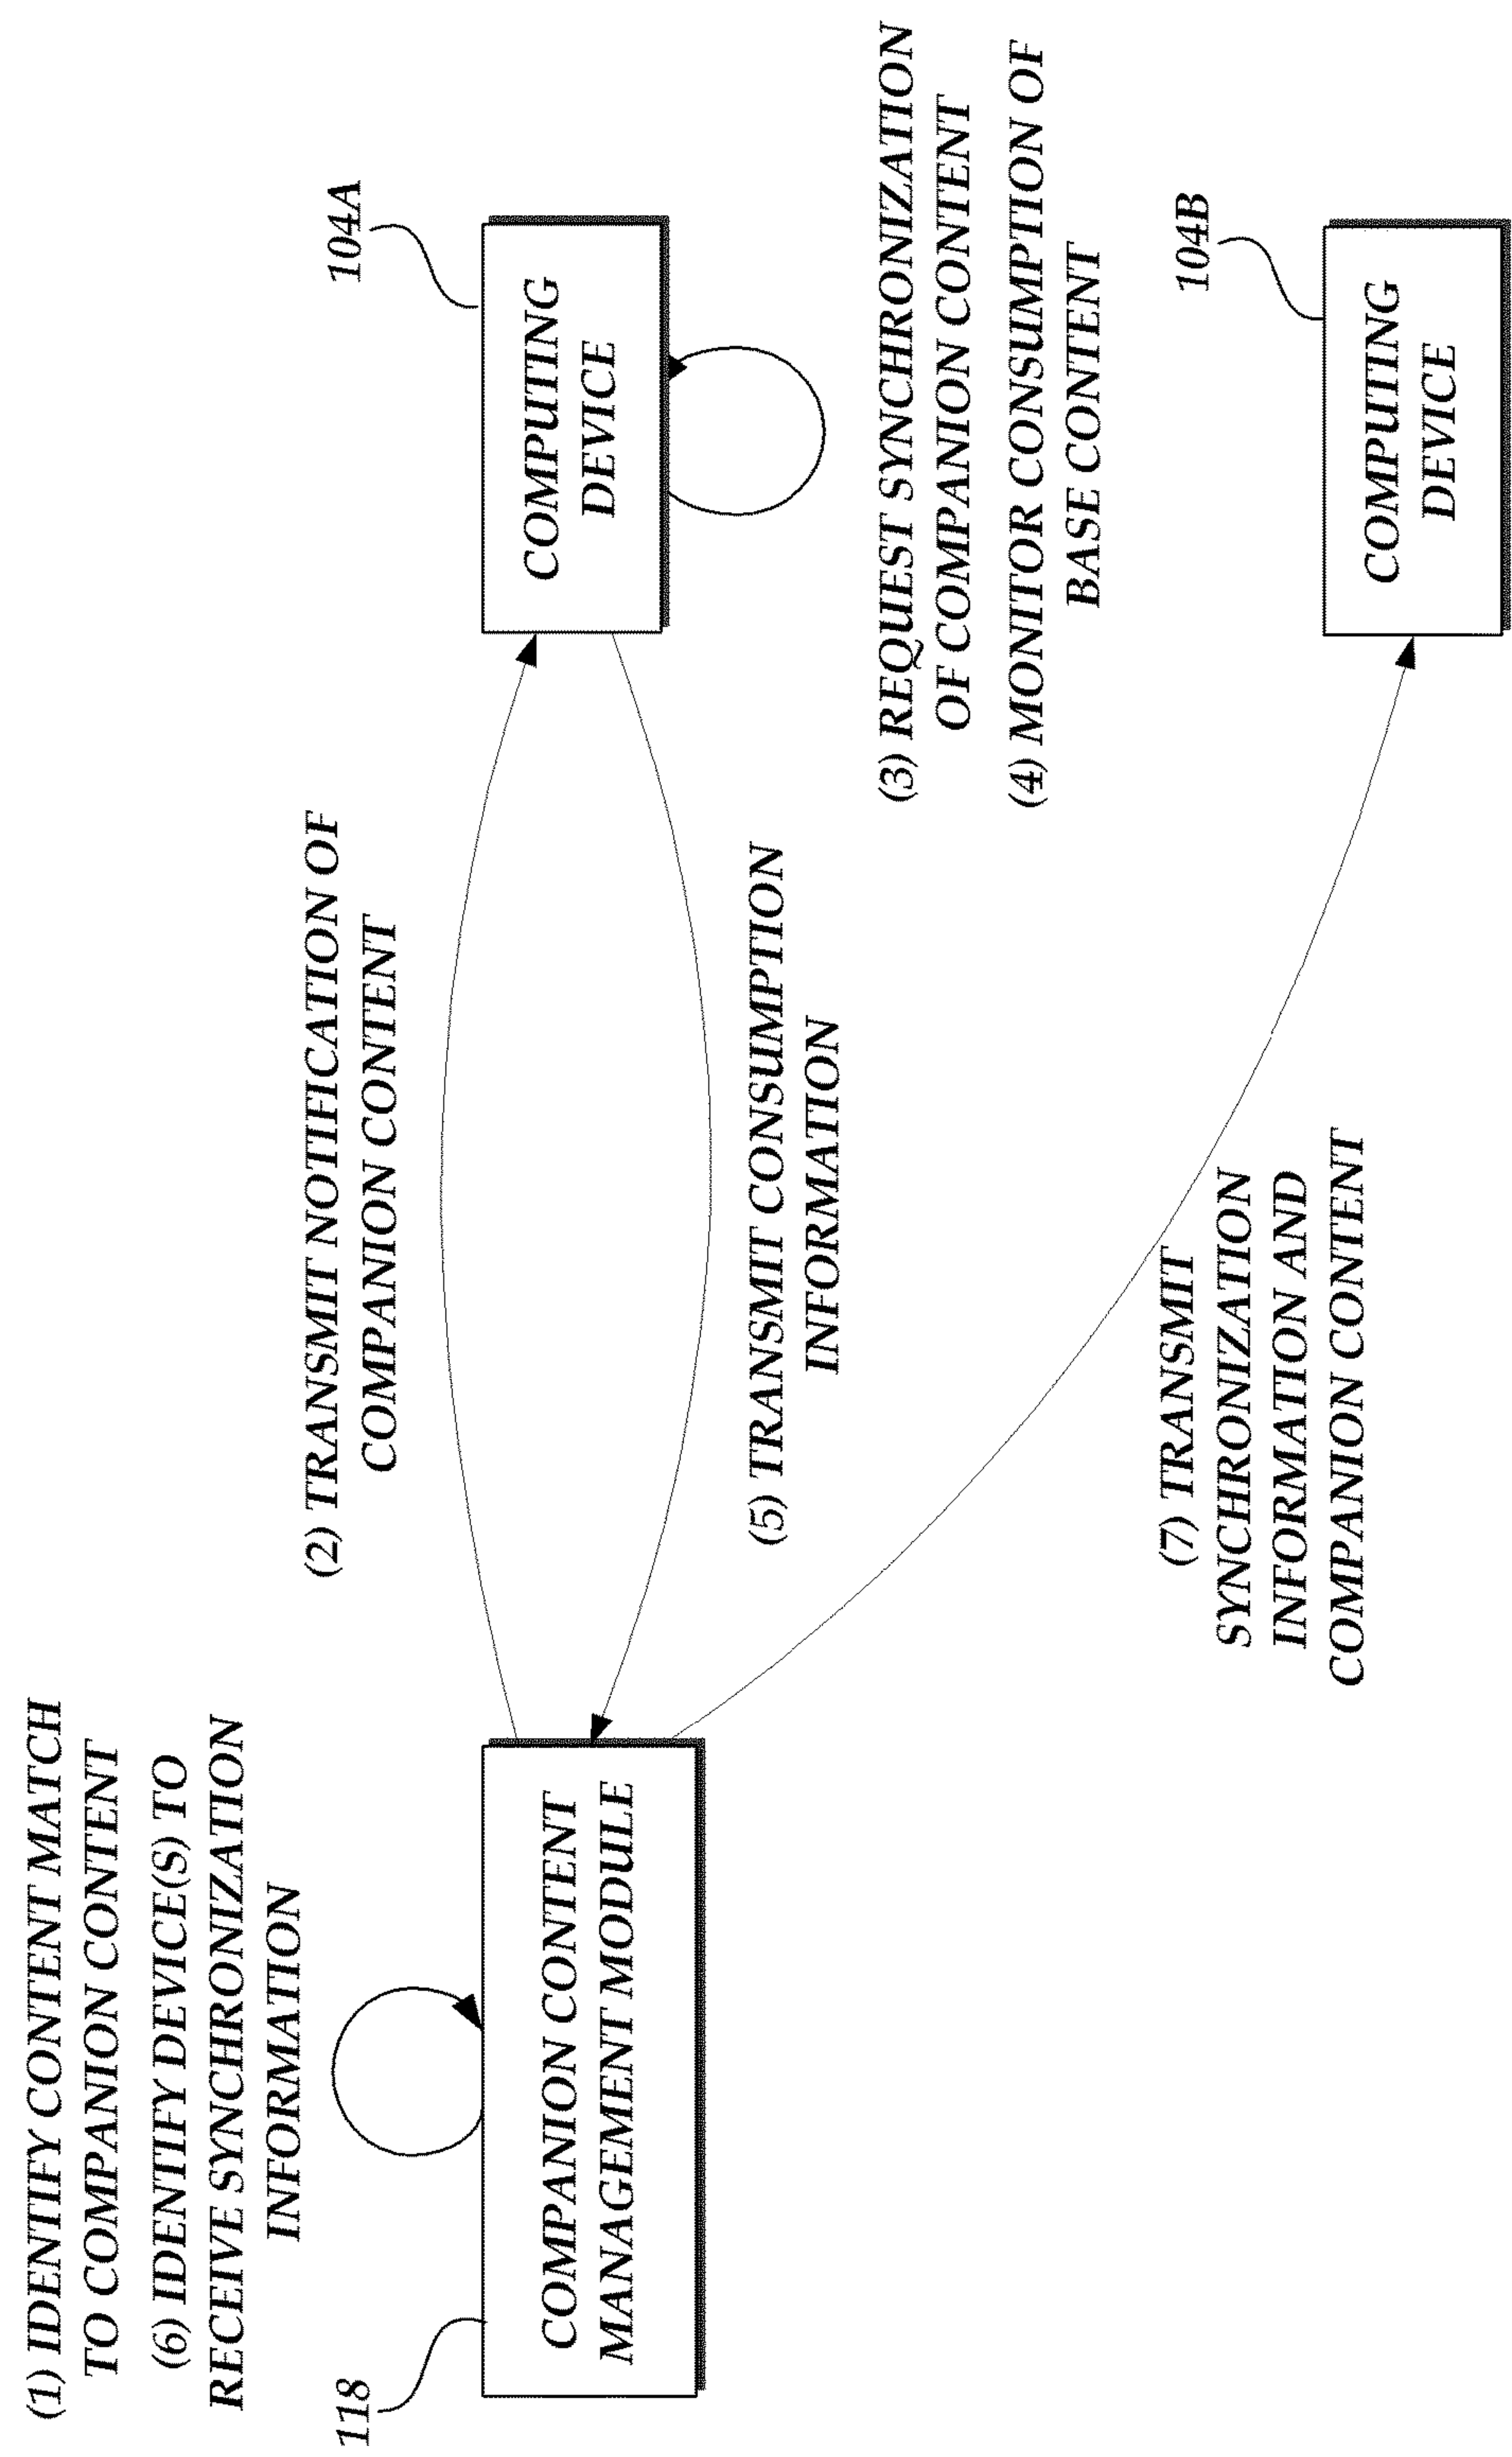 (1) IDENTIFY CONTENT MATCH
TO COMPANION CONTENT
(6) IDENTIFY DEVICE(S) TO
RECEIVE SYNCHRONIZATION
INFORMATION
118
COMPANION CONTENT
MANAGEMENT MODULE
(2) TRANSMIT NOTIFICATION OF
COMPANION CONTENT
104A
COMPUTING
DEVICE
(5) TRANSMIT CONSUMPTION
INFORMATION
(3) REQUEST SYNCHRONIZATION
OF COMPANION CONTENT
(4) MONITOR CONSUMPTION OF
BASE CONTENT
(7) TRANSMIT
SYNCHRONIZATION
INFORMATION AND
COMPANION CONTENT
104B
COMPUTING
DEVICE